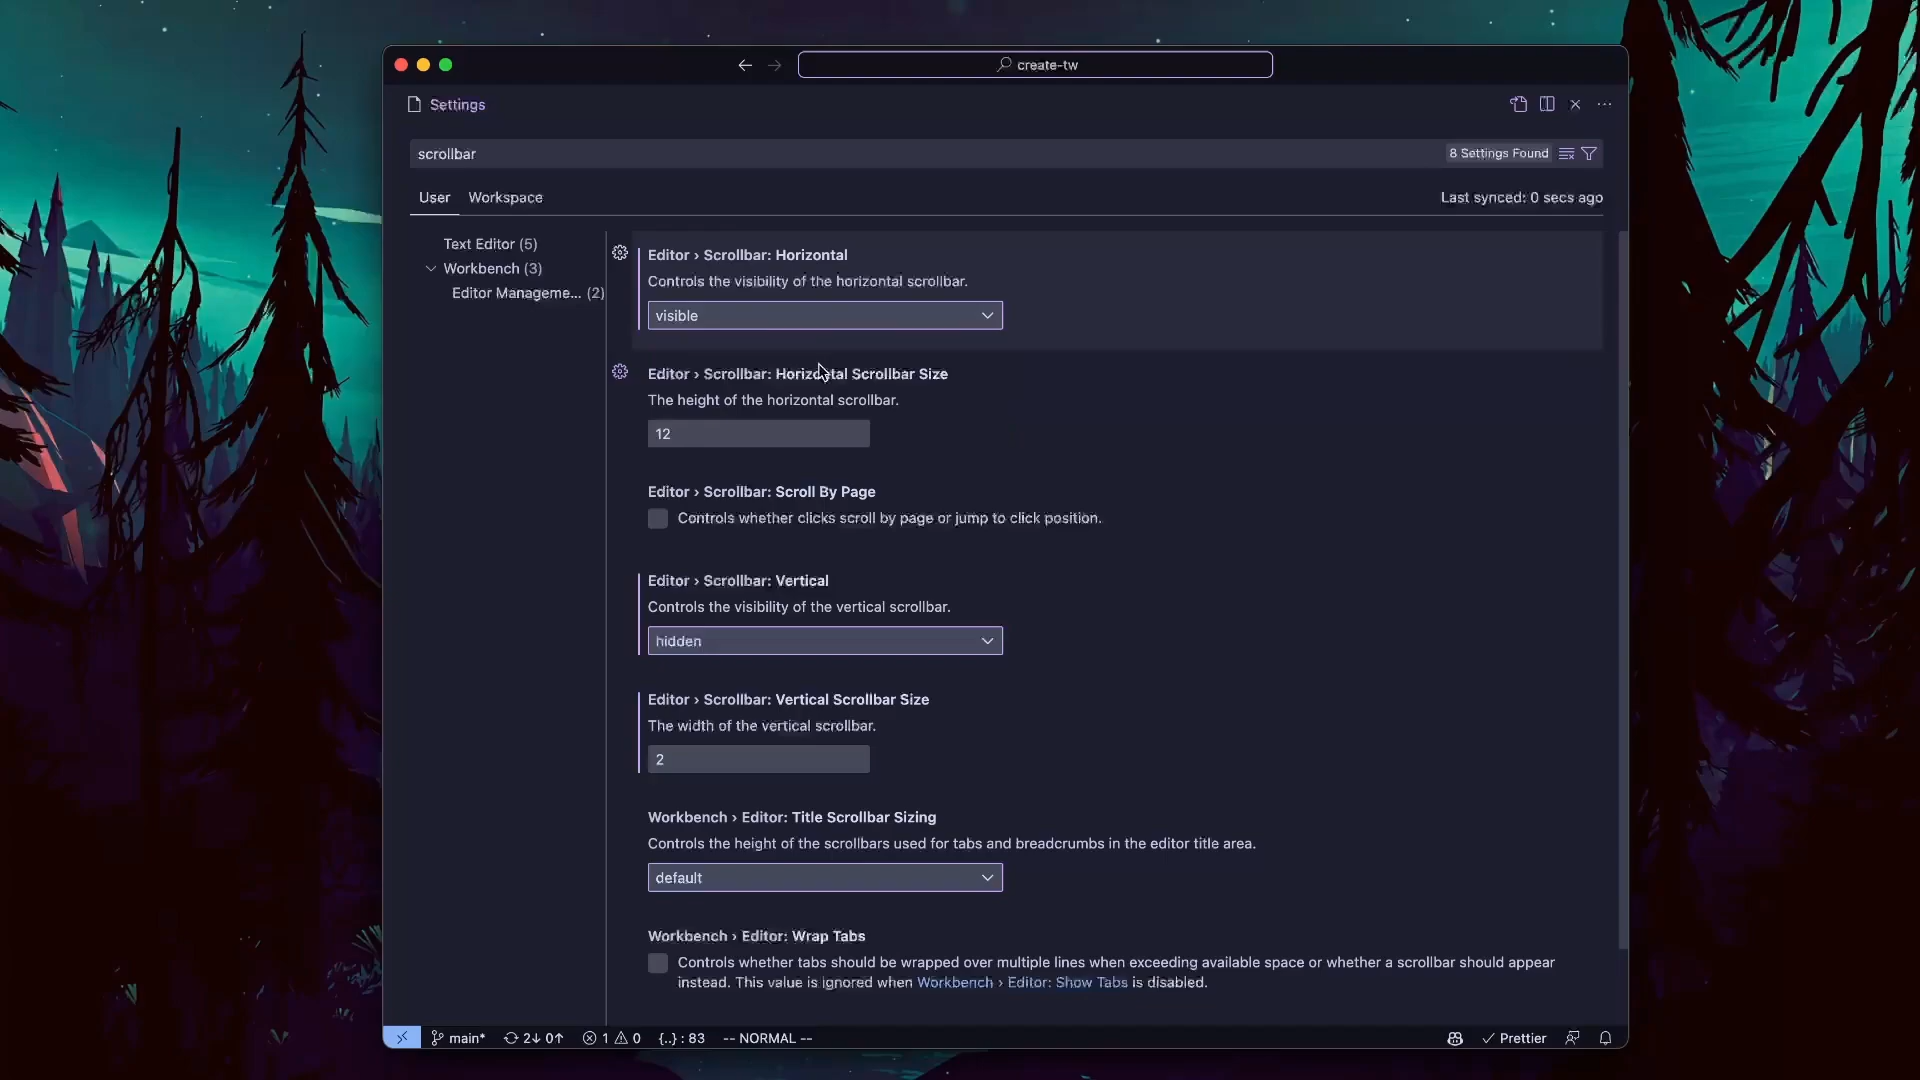 create-tw
Settings
scrollbar
8 Settings Found
User
Workspace
Last synced: 0 secs ago
Text Editor (5)
Workbench (3)
Editor Manageme... (2)
Editor › Scrollbar: Horizontal
Controls the visibility of the horizontal scrollbar.
visible
Editor › Scrollbar: Horizontal Scrollbar Size
The height of the horizontal scrollbar.
12
Editor › Scrollbar: Scroll By Page
Controls whether clicks scroll by page or jump to click position.
Editor › Scrollbar: Vertical
Controls the visibility of the vertical scrollbar.
hidden
Editor › Scrollbar: Vertical Scrollbar Size
The width of the vertical scrollbar.
2
Workbench › Editor: Title Scrollbar Sizing
Controls the height of the scrollbars used for tabs and breadcrumbs in the editor title area.
default
Workbench › Editor: Wrap Tabs
Controls whether tabs should be wrapped over multiple lines when exceeding available space or whether a scrollbar should appear
instead. This value is ignored when Workbench › Editor: Show Tabs is disabled.
main* 2↓ 0↑ 1 0 {..} : 83 -- NORMAL -- Prettier